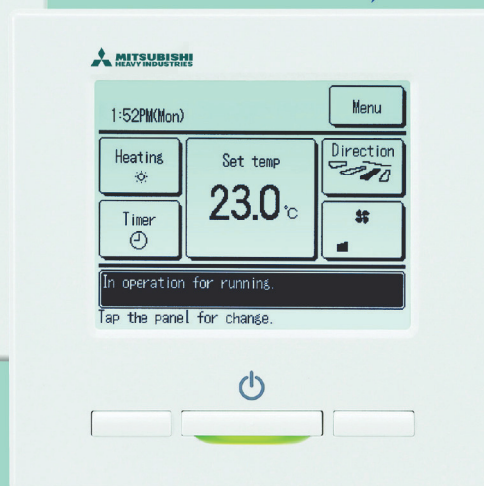 MITSUBISHI
HEAVY INDUSTRIES
1:52PM(Mon)
Menu
Heating
Set temp
Direction
23.0 °C
Timer
In operation for running.
Tap the panel for change.